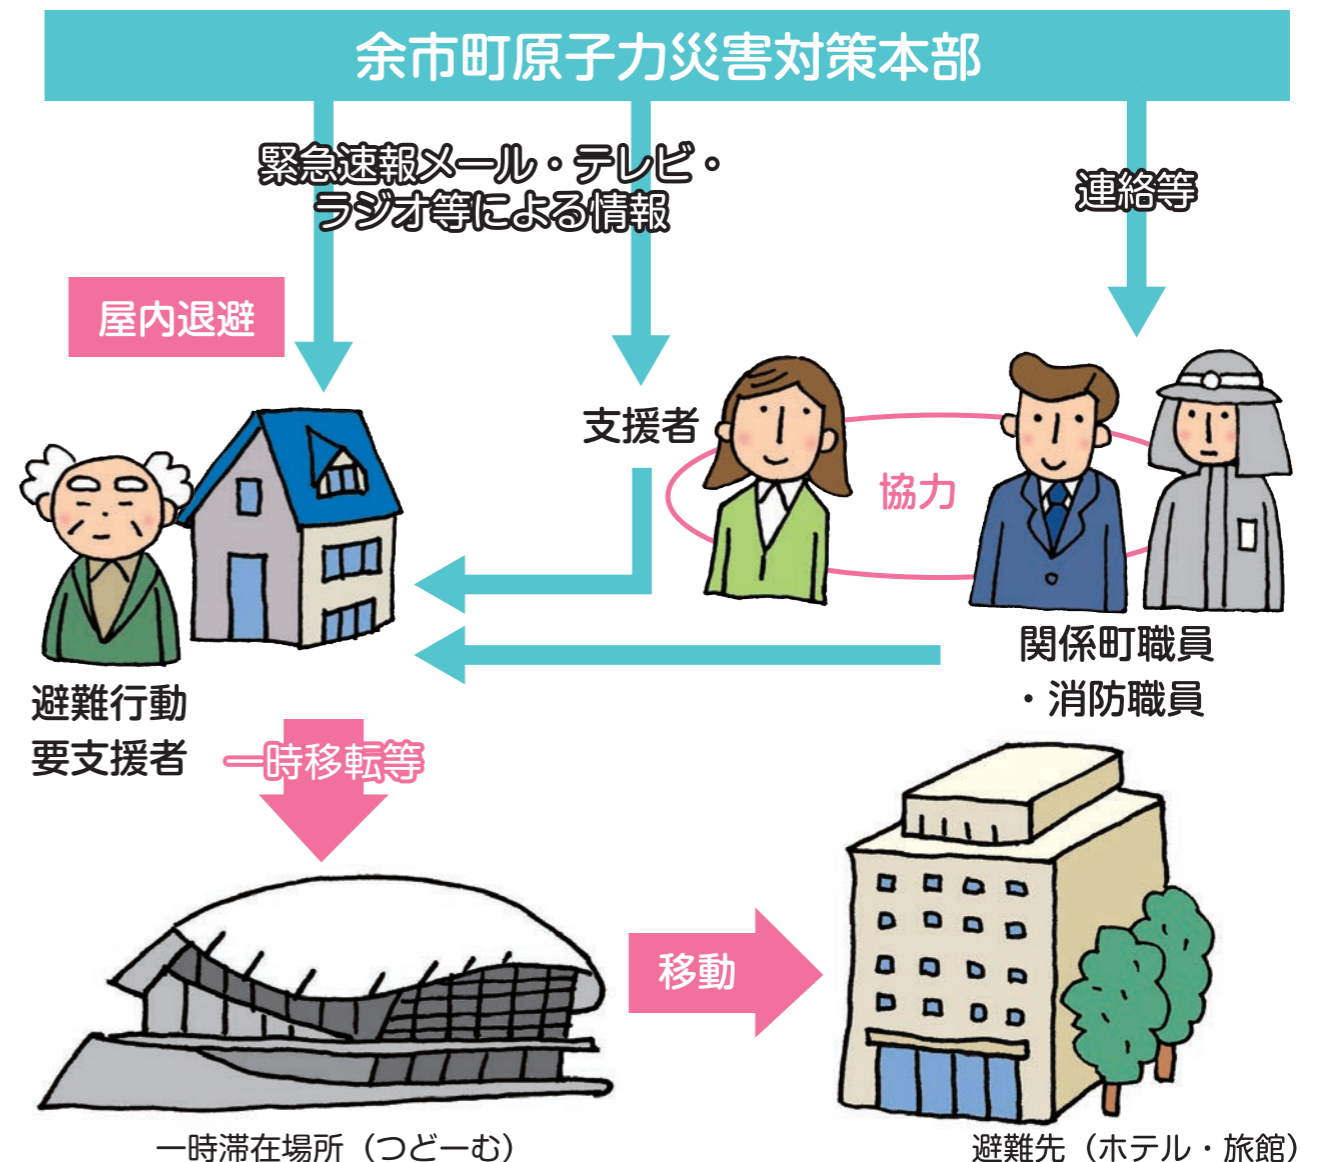 余市町原子力災害対策本部
緊急速報メール・テレビ・
ラジオ等による情報
連絡等
屋内退避
支援者
協力
関係町職員
・消防職員
避難行動
要支援者
一時移転等
移動
一時滞在場所（つどーむ）
避難先（ホテル・旅館）